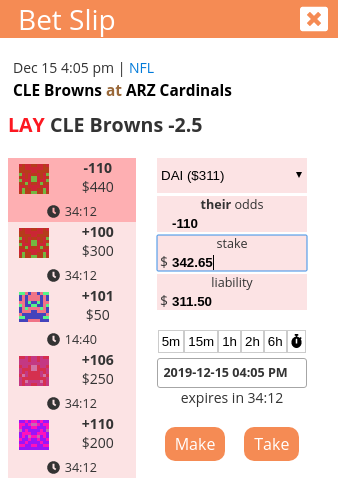 Bet Slip
Dec 15 4:05 pm | NFL
CLE Browns at ARZ Cardinals
LAY CLE Browns -2.5
-110
$440
34:12
+100
$300
34:12
+101
$50
14:40
+106
$250
34:12
+110
$200
34:12
DAI ($311)
their odds
-110
stake
$ 342.65
liability
$ 311.50
5m 15m 1h 2h 6h
2019-12-15 04:05 PM
expires in 34:12
Make Take